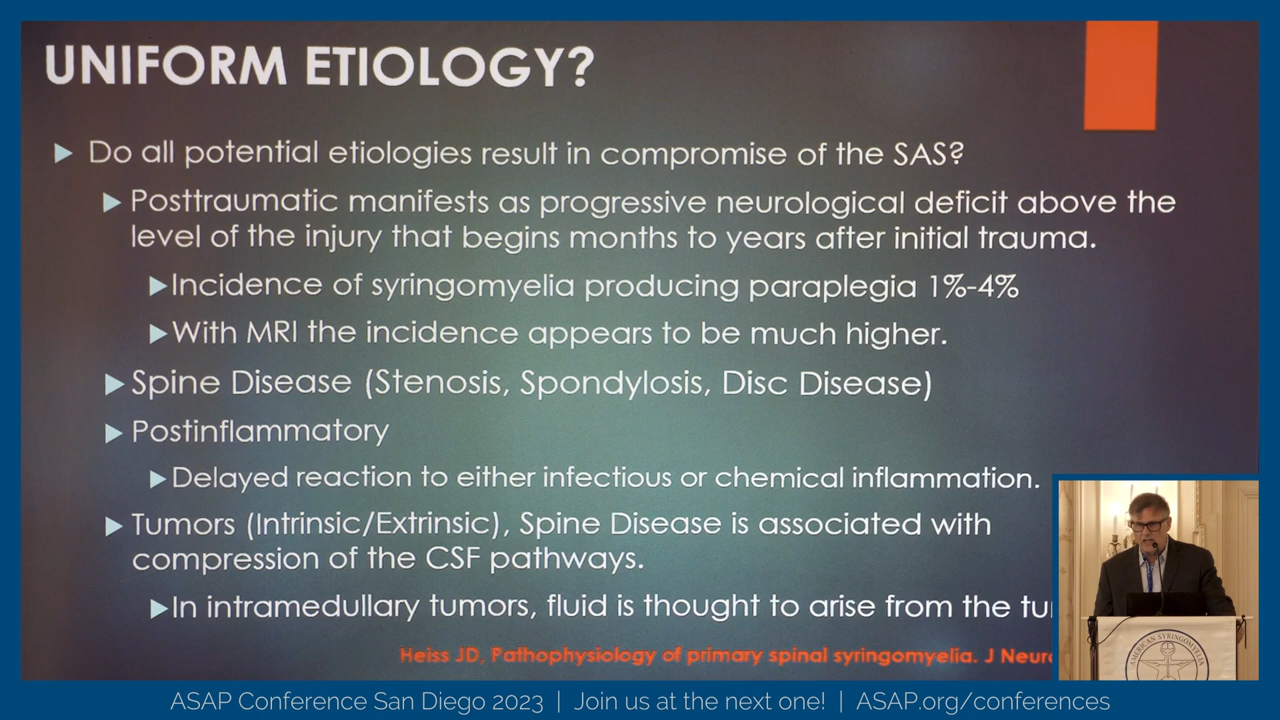 UNIFORM ETIOLOGY?
Do all potential etiologies result in compromise of the SAS?
Posttraumatic manifests as progressive neurological deficit above the
level of the injury that begins months to years after initial trauma.
Incidence of syringomyelia producing paraplegia 1%-4%
With MRI the incidence appears to be much higher.
Spine Disease (Stenosis, Spondylosis, Disc Disease)
Postinflammatory
Delayed reaction to either infectious or chemical inflammation.
Tumors (Intrinsic/Extrinsic), Spine Disease is associated with
compression of the CSF pathways.
In intramedullary tumors, fluid is thought to arise from the
Heiss JD, Pathophysiology of primary spinal syringomyelia. J
AMERICAN SYRINGOMYELIA
ASAP Conference San Diego 2023 | Join us at the next one! | ASAP.org/conferences